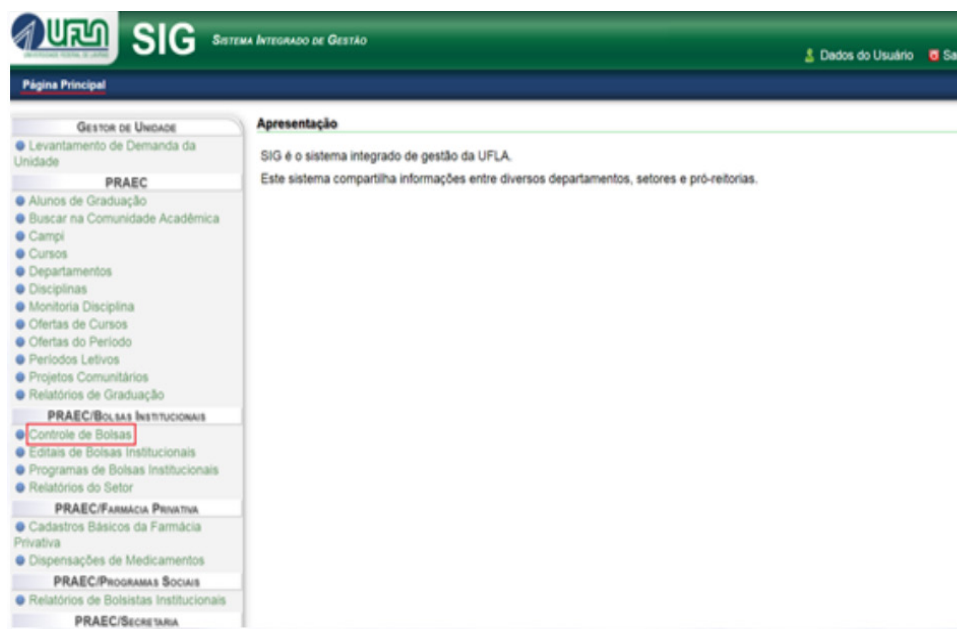 UFLA
SIG Sistema Integrado de Gestão
Dados do Usuário Sa
Página Principal
Gestor de Unidade
Levantamento de Demanda da
Unidade
PRAEC
Alunos de Graduação
Buscar na Comunidade Acadêmica
Campi
Cursos
Departamentos
Disciplinas
Monitoria Disciplina
Ofertas de Cursos
Ofertas do Período
Períodos Letivos
Projetos Comunitários
Relatórios de Graduação
PRAEC/Bolsas Institucionais
Controle de Bolsas
Editais de Bolsas Institucionais
Programas de Bolsas Institucionais
Relatórios do Setor
PRAEC/Farmácia Privativa
Cadastros Básicos da Farmácia
Privativa
Dispensações de Medicamentos
PRAEC/Programas Sociais
Relatórios de Bolsistas Institucionais
PRAEC/Secretaria
Apresentação
SIG é o sistema integrado de gestão da UFLA.
Este sistema compartilha informações entre diversos departamentos, setores e pró-reitorias.